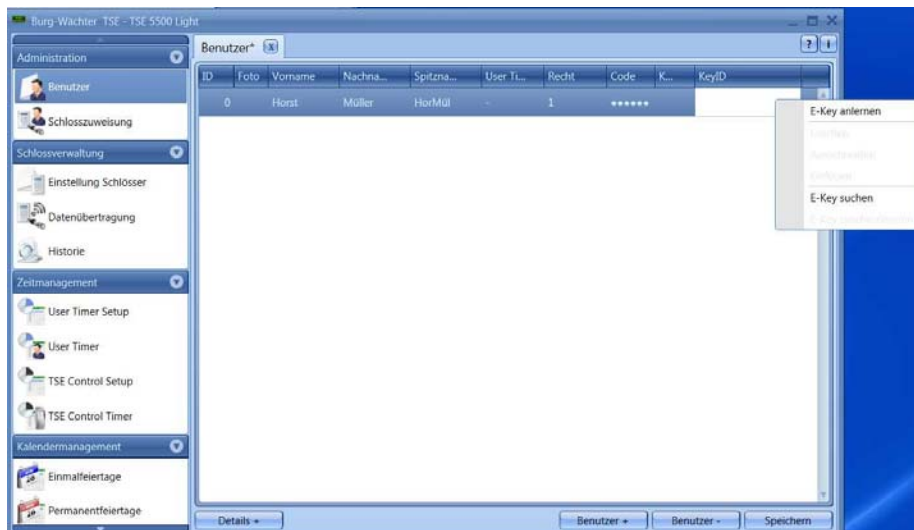 Burg-Wächter TSE - TSE 5500 Light
Administration
Benutzer
Schlosszuweisung
Schlossverwaltung
Einstellung Schlösser
Datenübertragung
Historie
Zeitmanagement
User Timer Setup
User Timer
TSE Control Setup
TSE Control Timer
Kalendermanagement
Einmalfeiertage
Permanentfeiertage
Benutzer* x ? i
ID Foto Vorname Nachna... Spitzna... User Ti... Recht Code K... KeyID
0 Horst Müller HorMül - 1 ●●●●●●
E-Key anlernen
E-Key suchen
Details + Benutzer + Benutzer - Speichern